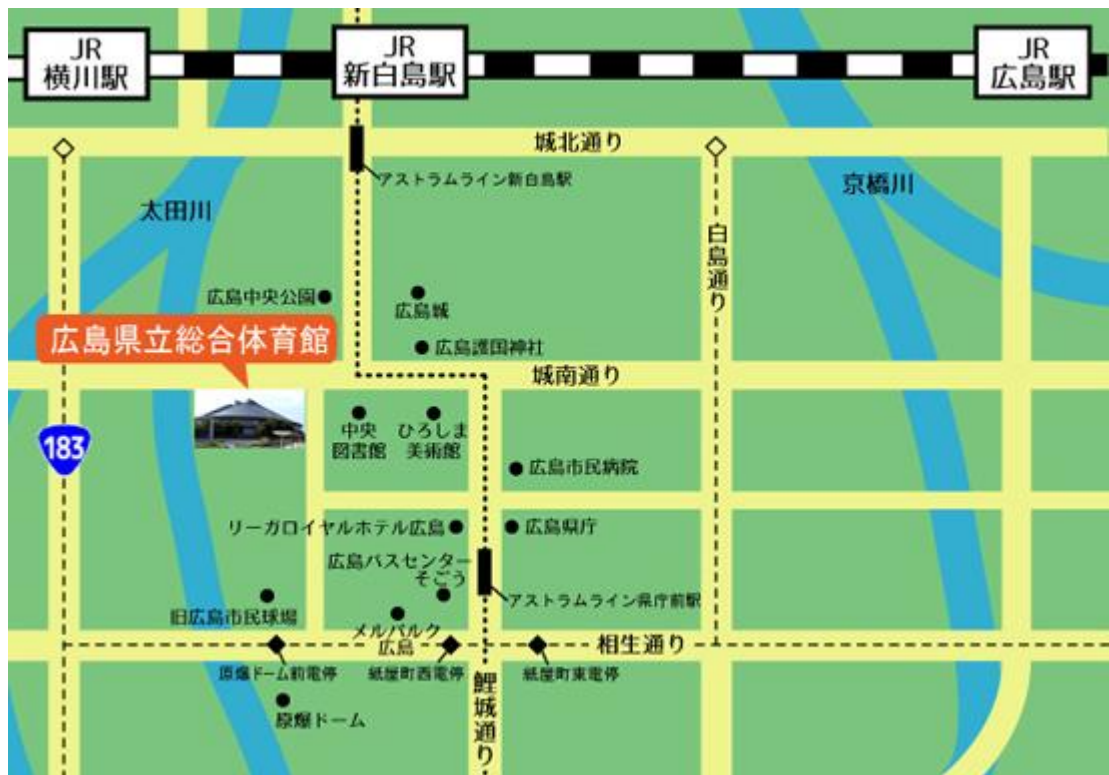 JR
横川駅
JR
新白島駅
JR
広島駅
城北通り
アストラムライン新白島駅
太田川
京橋川
白島通り
広島中央公園
広島城
広島県立総合体育館
広島護国神社
城南通り
183
中央
図書館
ひろしま
美術館
広島市民病院
リーガロイヤルホテル広島
広島県庁
広島バスセンター
そごう
アストラムライン県庁前駅
旧広島市民球場
メルパルク
広島
相生通り
原爆ドーム前電停
紙屋町西電停
紙屋町東電停
鯉城通り
原爆ドーム